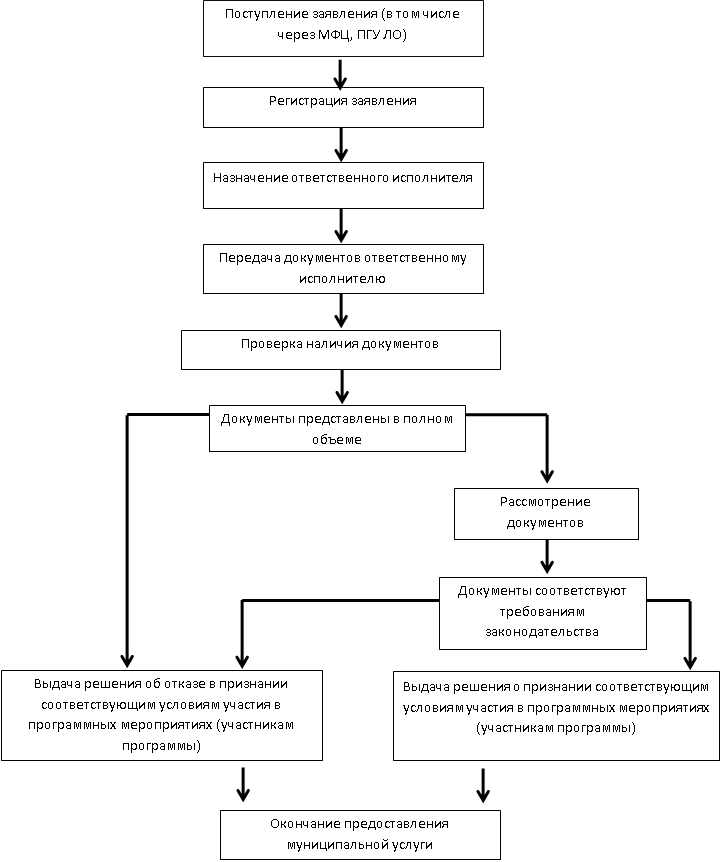 Поступление заявления (в том числе
через МФЦ, ПГУ ЛО)
Регистрация заявления
Назначение ответственного исполнителя
Передача документов ответственному
исполнителю
Проверка наличия документов
Документы представлены в полном
объеме
Рассмотрение
документов
Документы соответствуют
требованиям
законодательства
Выдача решения об отказе в признании
соответствующим условиям участия в
программных мероприятиях (участникам
программы)
Выдача решения о признании соответствующим
условиям участия в программных мероприятиях
(участникам программы)
Окончание предоставления
муниципальной услуги